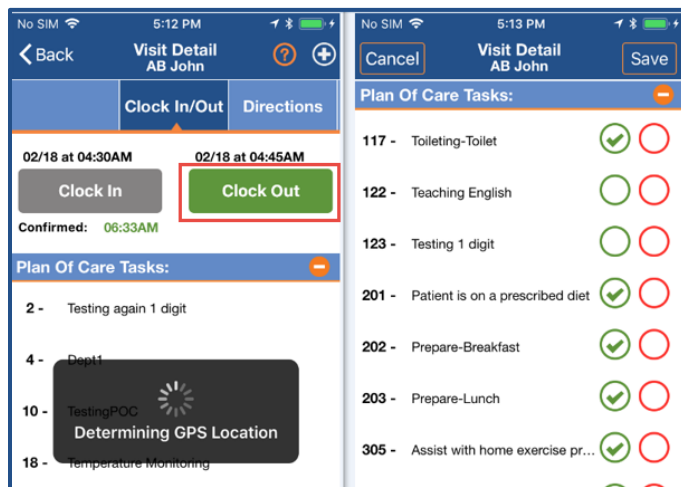 No SIM 5:12 PM
Back Visit Detail
AB John ?
Clock In/Out Directions
02/18 at 04:30AM 02/18 at 04:45AM
Clock In Clock Out
Confirmed: 06:33AM
Plan Of Care Tasks:
2 - Testing again 1 digit
4 - Dept1
10 - TestingPOC
Determining GPS Location
18 - Temperature Monitoring
No SIM 5:13 PM
Cancel Visit Detail Save
AB John
Plan Of Care Tasks:
117 - Toileting-Toilet
122 - Teaching English
123 - Testing 1 digit
201 - Patient is on a prescribed diet
202 - Prepare-Breakfast
203 - Prepare-Lunch
305 - Assist with home exercise pr...